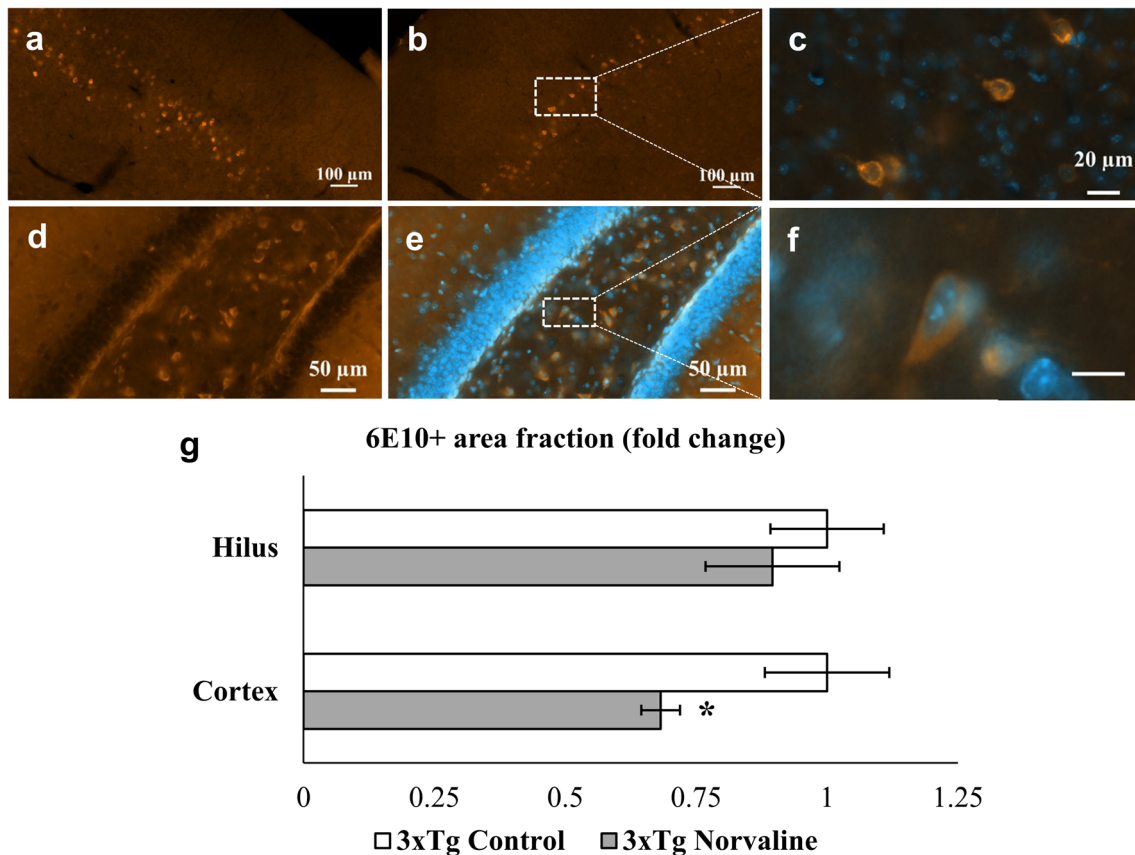 a
b
c
100 µm
100 µm
20 µm
d
e
f
50 µm
50 µm
g
6E10+ area fraction (fold change)
Hilus
Cortex
*
0 0.25 0.5 0.75 1 1.25
3xTg Control 3xTg Norvaline